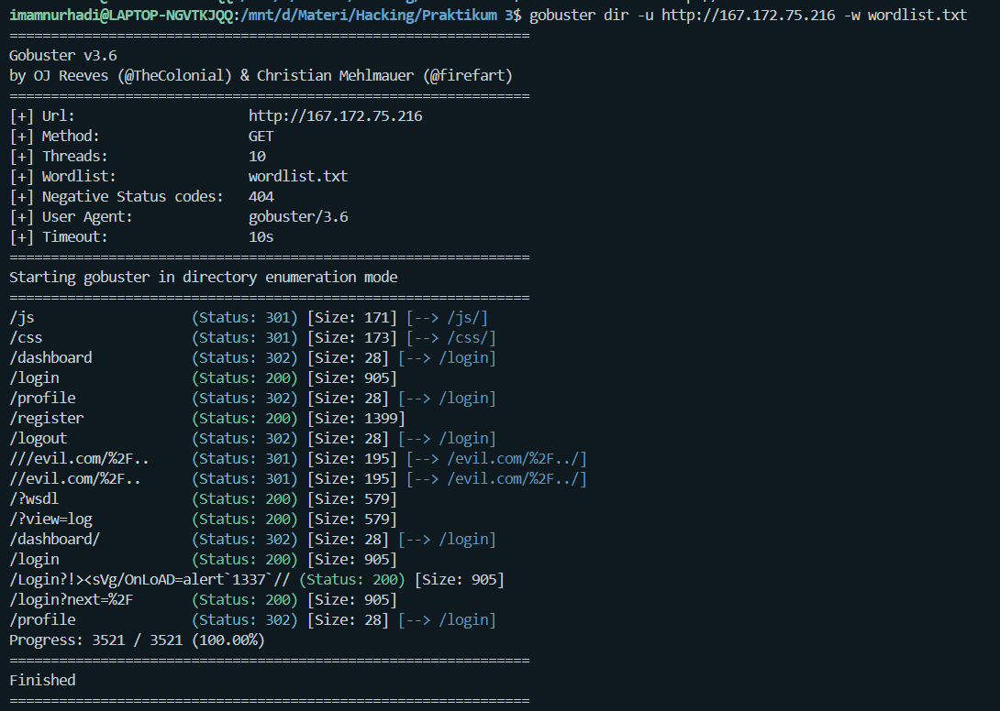 imamnurhadi@LAPTOP-NGVTKJQQ:/mnt/d/Materi/Hacking/Praktikum 3$ gobuster dir -u http://167.172.75.216 -w wordlist.txt
===============================================================
Gobuster v3.6
by OJ Reeves (@TheColonial) & Christian Mehlmauer (@firefart)
===============================================================
[+] Url:                     http://167.172.75.216
[+] Method:                  GET
[+] Threads:                 10
[+] Wordlist:                wordlist.txt
[+] Negative Status codes:   404
[+] User Agent:              gobuster/3.6
[+] Timeout:                 10s
===============================================================
Starting gobuster in directory enumeration mode
===============================================================
/js                   (Status: 301) [Size: 171] [--> /js/]
/css                  (Status: 301) [Size: 173] [--> /css/]
/dashboard            (Status: 302) [Size: 28] [--> /login]
/login                (Status: 200) [Size: 905]
/profile              (Status: 302) [Size: 28] [--> /login]
/register             (Status: 200) [Size: 1399]
/logout               (Status: 302) [Size: 28] [--> /login]
///evil.com/%2F..     (Status: 301) [Size: 195] [--> /evil.com/%2F../]
//evil.com/%2F..      (Status: 301) [Size: 195] [--> /evil.com/%2F../]
/?wsdl                (Status: 200) [Size: 579]
/?view=log            (Status: 200) [Size: 579]
/dashboard/           (Status: 302) [Size: 28] [--> /login]
/login                (Status: 200) [Size: 905]
/Login?!><sVg/OnLoAD=alert`1337`// (Status: 200) [Size: 905]
/login?next=%2F       (Status: 200) [Size: 905]
/profile              (Status: 302) [Size: 28] [--> /login]
Progress: 3521 / 3521 (100.00%)
===============================================================
Finished
===============================================================